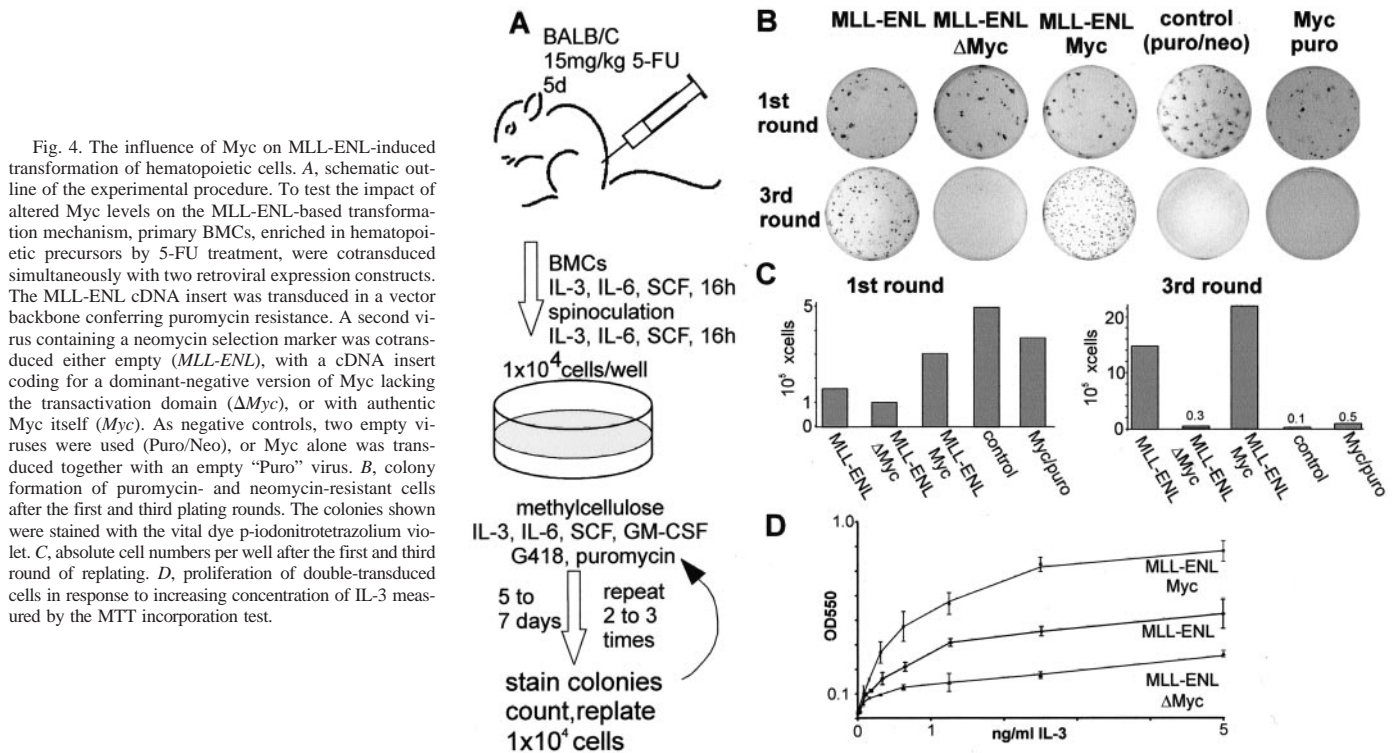 Fig. 4. The influence of Myc on MLL-ENL-induced
transformation of hematopoietic cells. A, schematic out-
line of the experimental procedure. To test the impact of
altered Myc levels on the MLL-ENL-based transforma-
tion mechanism, primary BMCs, enriched in hematopoi-
etic precursors by 5-FU treatment, were cotransduced
simultaneously with two retroviral expression constructs.
The MLL-ENL cDNA insert was transduced in a vector
backbone conferring puromycin resistance. A second vi-
rus containing a neomycin selection marker was cotrans-
duced either empty (MLL-ENL), with a cDNA insert
coding for a dominant-negative version of Myc lacking
the transactivation domain (ΔMyc), or with authentic
Myc itself (Myc). As negative controls, two empty vi-
ruses were used (Puro/Neo), or Myc alone was trans-
duced together with an empty “Puro” virus. B, colony
formation of puromycin- and neomycin-resistant cells
after the first and third plating rounds. The colonies shown
were stained with the vital dye p-iodonitrotetrazolium vio-
let. C, absolute cell numbers per well after the first and third
round of replating. D, proliferation of double-transduced
cells in response to increasing concentration of IL-3 meas-
ured by the MTT incorporation test.
A
BALB/C
15mg/kg 5-FU
5d
BMCs
IL-3, IL-6, SCF, 16h
spinoculation
IL-3, IL-6, SCF, 16h
1x10⁴cells/well
methylcellulose
IL-3, IL-6, SCF, GM-CSF
G418, puromycin
5 to
7 days
repeat
2 to 3
times
stain colonies
count,replate
1x10⁴ cells
B
MLL-ENL
MLL-ENL
ΔMyc
MLL-ENL
Myc
control
(puro/neo)
Myc
puro
1st
round
3rd
round
C
1st round
10⁵ xcells
5
1
0
MLL-ENL
MLL-ENL
ΔMyc
MLL-ENL
Myc
control
Myc/puro
3rd round
10⁵ xcells
20
10
0
0.3
0.1
0.5
MLL-ENL
MLL-ENL
ΔMyc
MLL-ENL
Myc
control
Myc/puro
D
1.0
OD550
0.1
MLL-ENL
Myc
MLL-ENL
MLL-ENL
ΔMyc
0
1
5
ng/ml IL-3